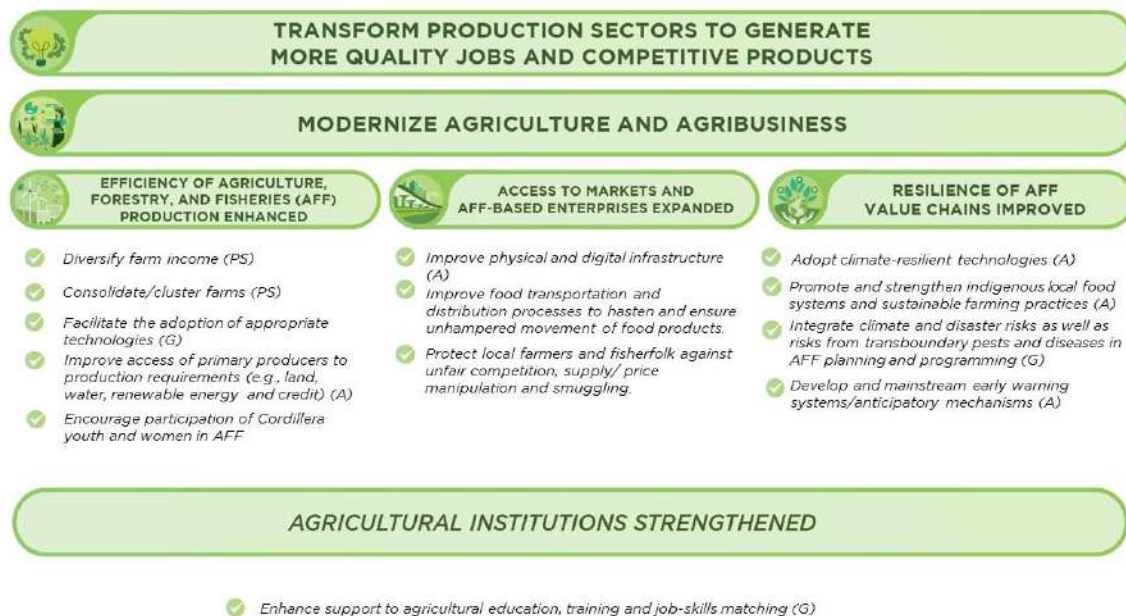 TRANSFORM PRODUCTION SECTORS TO GENERATE
MORE QUALITY JOBS AND COMPETITIVE PRODUCTS
MODERNIZE AGRICULTURE AND AGRIBUSINESS
EFFICIENCY OF AGRICULTURE,
FORESTRY, AND FISHERIES (AFF)
PRODUCTION ENHANCED
Diversify farm income (PS)
Consolidate/cluster farms (PS)
Facilitate the adoption of appropriate
technologies (G)
Improve access of primary producers to
production requirements (e.g., land,
water, renewable energy and credit) (A)
Encourage participation of Cordillera
youth and women in AFF
ACCESS TO MARKETS AND
AFF-BASED ENTERPRISES EXPANDED
Improve physical and digital infrastructure
(A)
Improve food transportation and
distribution processes to hasten and ensure
unhampered movement of food products.
Protect local farmers and fisherfolk against
unfair competition, supply/ price
manipulation and smuggling.
RESILIENCE OF AFF
VALUE CHAINS IMPROVED
Adopt climate-resilient technologies (A)
Promote and strengthen indigenous local food
systems and sustainable farming practices (A)
Integrate climate and disaster risks as well as
risks from transboundary pests and diseases in
AFF planning and programming (G)
Develop and mainstream early warning
systems/anticipatory mechanisms (A)
AGRICULTURAL INSTITUTIONS STRENGTHENED
Enhance support to agricultural education, training and job-skills matching (G)